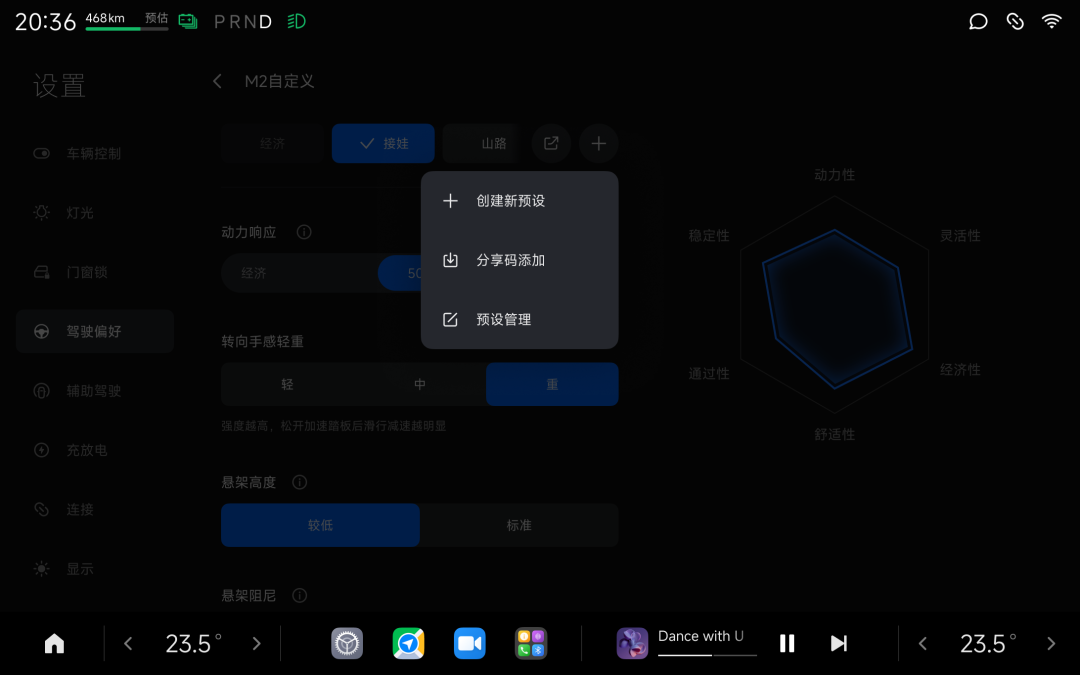 20:36 468km 预估 PRND
设置
M2自定义
经济 接娃 山路
车辆控制
灯光
门窗锁
驾驶偏好
辅助驾驶
充放电
连接
显示
创建新预设
分享码添加
预设管理
动力响应
经济 50
转向手感轻重
轻 中 重
强度越高，松开加速踏板后滑行减速越明显
悬架高度
较低 标准
悬架阻尼
动力性
灵活性
经济性
舒适性
通过性
稳定性
23.5° Dance with U 23.5°